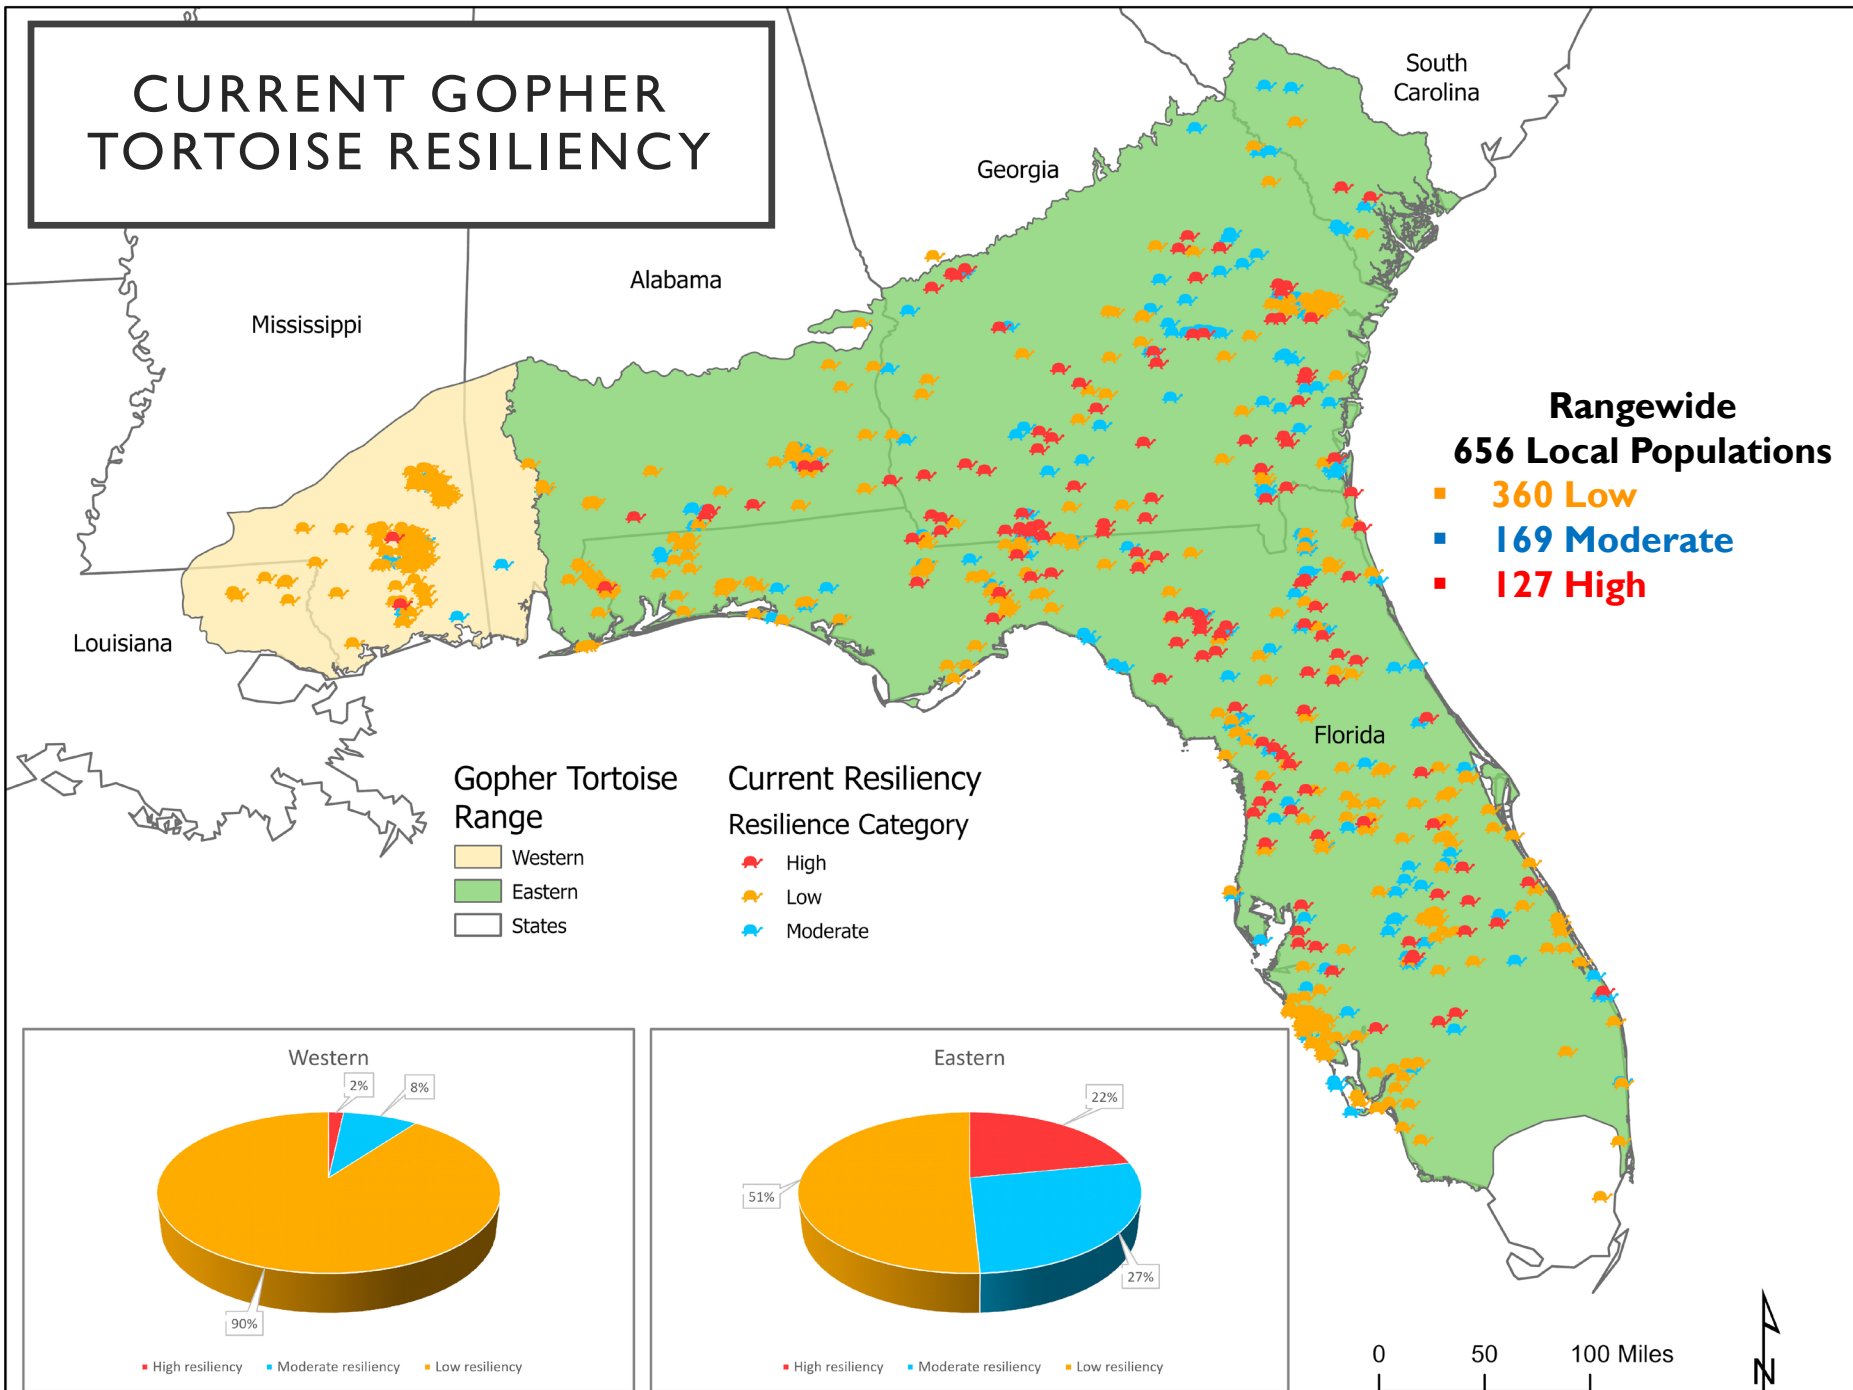 CURRENT GOPHER
TORTOISE RESILIENCY
South
Carolina
Georgia
Alabama
Mississippi
Louisiana
Florida
Rangewide
656 Local Populations
360 Low
169 Moderate
127 High
Gopher Tortoise
Range
Western
Eastern
States
Current Resiliency
Resilience Category
High
Low
Moderate
Western
2%
8%
90%
High resiliency
Moderate resiliency
Low resiliency
Eastern
22%
51%
27%
High resiliency
Moderate resiliency
Low resiliency
0 50 100 Miles
N